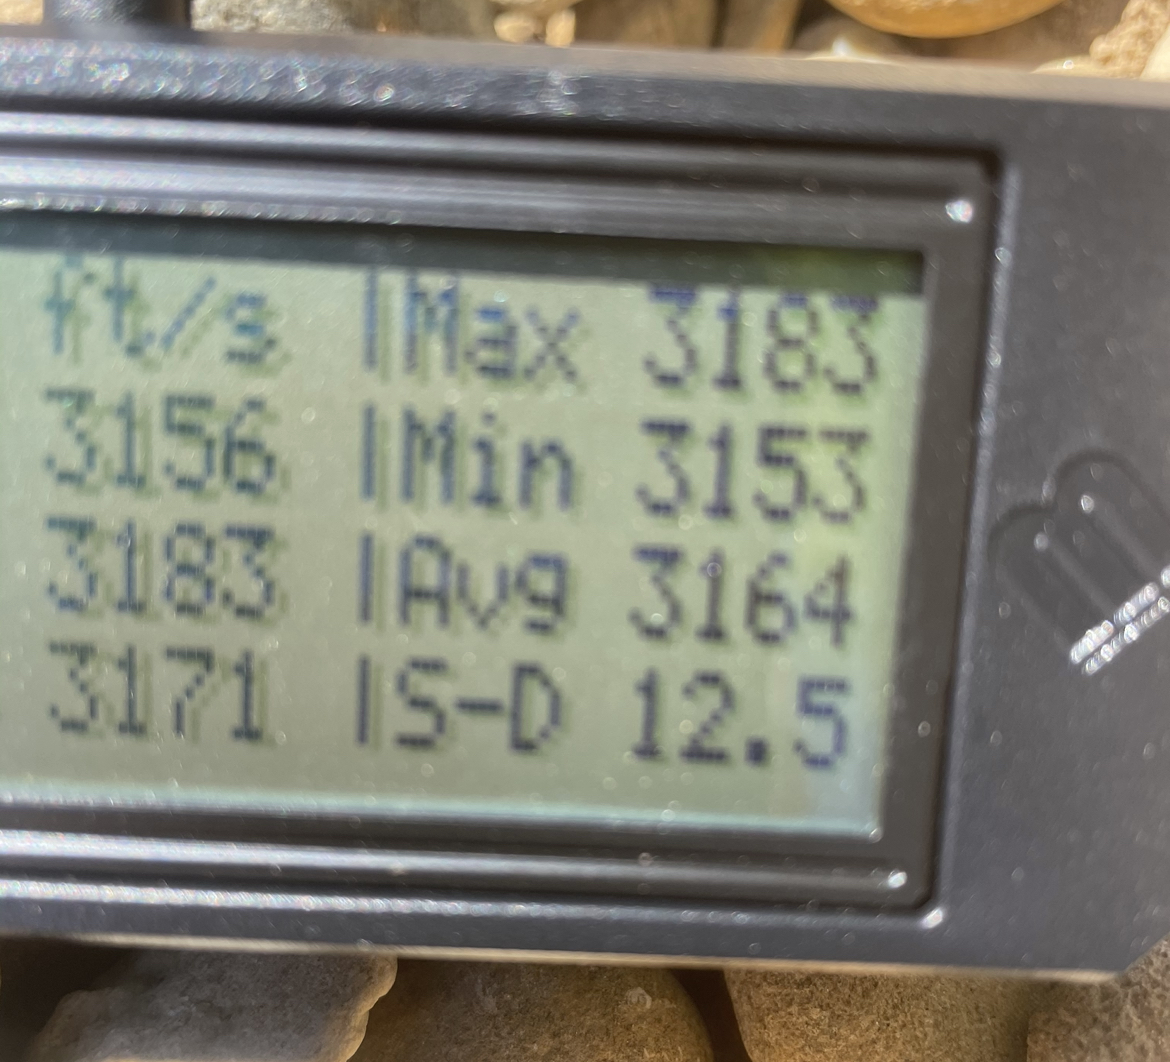 ft/s |Max 3183
3156 |Min 3153
3183 |Avg 3164
3171 |S-D 12.5